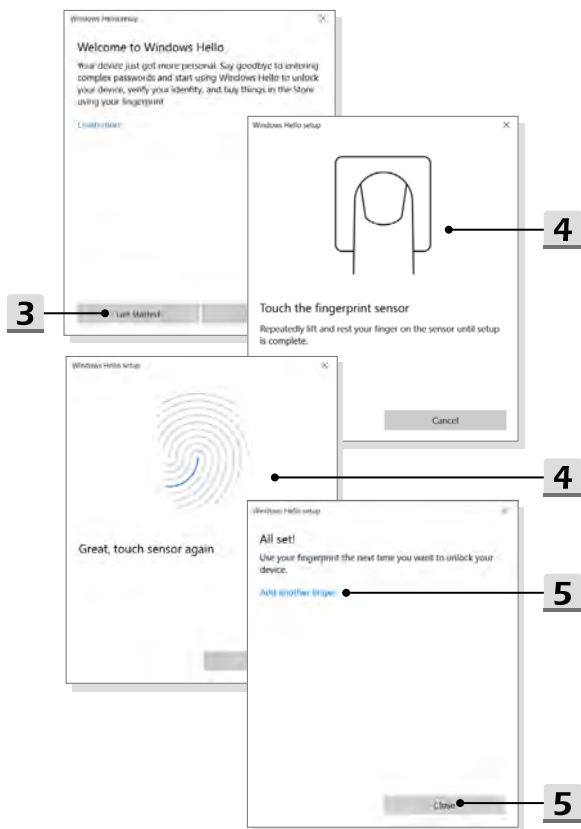 Windows Hello setup
Welcome to Windows Hello
Your device just got more personal. Say goodbye to entering
complex passwords and start using Windows Hello to unlock
your device, verify your identity, and buy things in the Store
using your fingerprint
Learn more
3
Get started
Windows Hello setup
4
Touch the fingerprint sensor
Repeatedly lift and rest your finger on the sensor until setup
is complete.
Cancel
Windows Hello setup
4
Great, touch sensor again
Windows Hello setup
All set!
Use your fingerprint the next time you want to unlock your
device.
Add another finger
5
Close
5